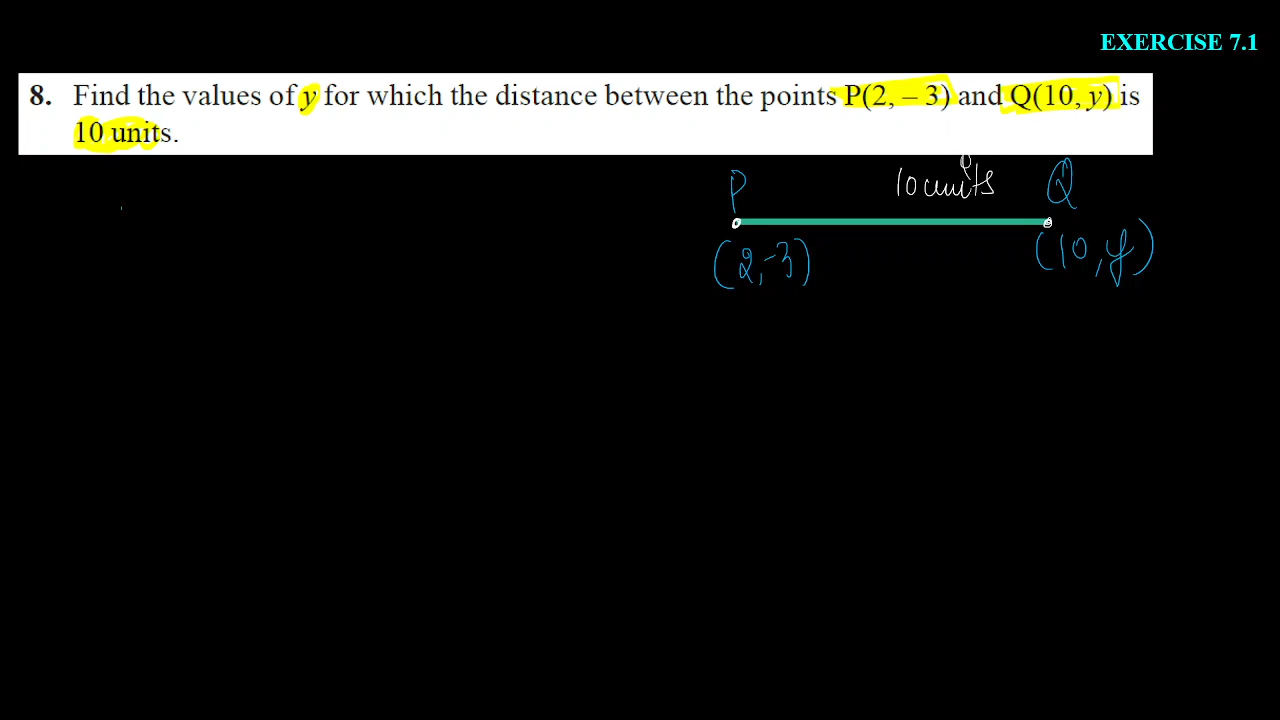 EXERCISE 7.1
8. Find the values of y for which the distance between the points P(2, – 3) and Q(10, y) is
10 units.
P 10 units Q
(2,-3) (10, y)